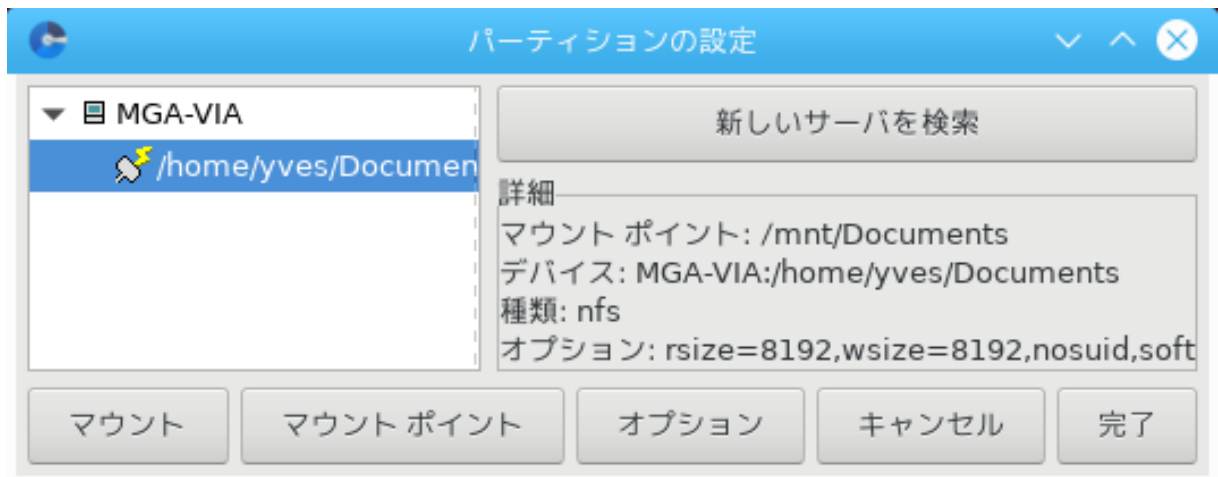 パーティションの設定
MGA-VIA
/home/yves/Documen
新しいサーバを検索
詳細
マウント ポイント: /mnt/Documents
デバイス: MGA-VIA:/home/yves/Documents
種類: nfs
オプション: rsize=8192,wsize=8192,nosuid,soft
マウント
マウント ポイント
オプション
キャンセル
完了